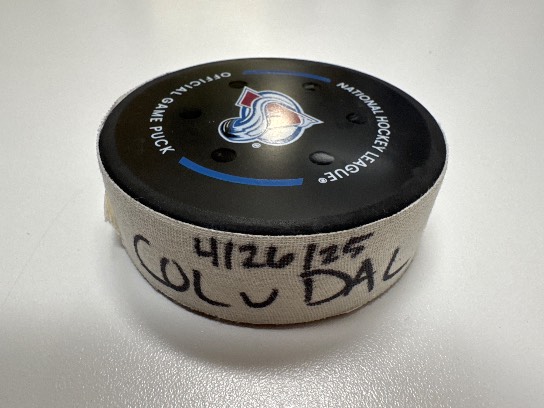 OFFICIAL GAME PUCK
NATIONAL HOCKEY LEAGUE®
®
4/26/25
COL v DAL